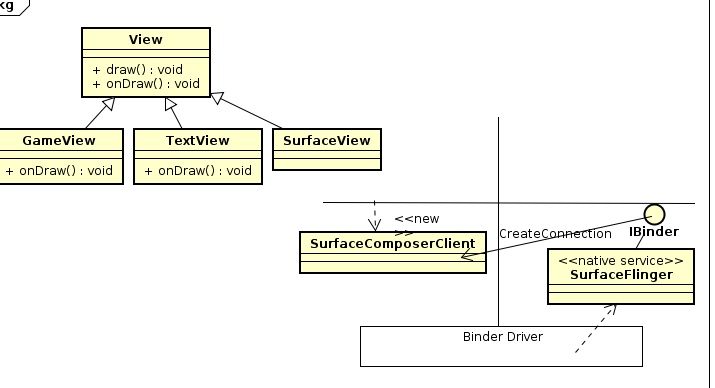 kg
View
+ draw() : void
+ onDraw() : void
GameView
+ onDraw() : void
TextView
+ onDraw() : void
SurfaceView
<<new
>>
SurfaceComposerClient
CreateConnection
IBinder
<<native service>>
SurfaceFlinger
Binder Driver